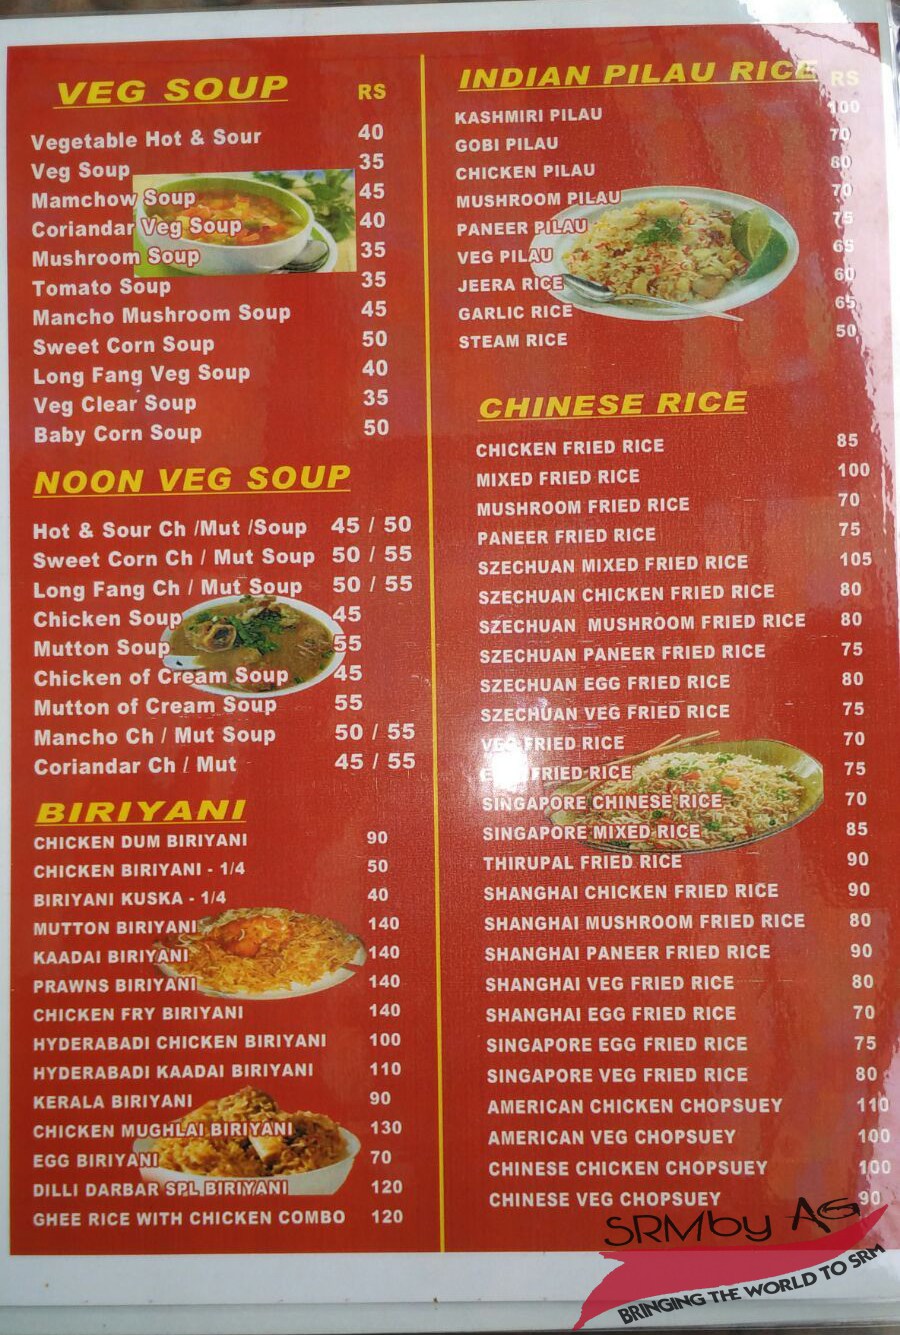 VEG SOUP RS
Vegetable Hot & Sour 40
Veg Soup 35
Mamchow Soup 45
Coriandar Veg Soup 40
Mushroom Soup 35
Tomato Soup 35
Mancho Mushroom Soup 45
Sweet Corn Soup 50
Long Fang Veg Soup 40
Veg Clear Soup 35
Baby Corn Soup 50
NOON VEG SOUP
Hot & Sour Ch /Mut /Soup 45 / 50
Sweet Corn Ch / Mut Soup 50 / 55
Long Fang Ch / Mut Soup 50 / 55
Chicken Soup 45
Mutton Soup 55
Chicken of Cream Soup 45
Mutton of Cream Soup 55
Mancho Ch / Mut Soup 50 / 55
Coriandar Ch / Mut 45 / 55
BIRIYANI
CHICKEN DUM BIRIYANI 90
CHICKEN BIRIYANI - 1/4 50
BIRIYANI KUSKA - 1/4 40
MUTTON BIRIYANI 140
KAADAI BIRIYANI 140
PRAWNS BIRIYANI 140
CHICKEN FRY BIRIYANI 140
HYDERABADI CHICKEN BIRIYANI 100
HYDERABADI KAADAI BIRIYANI 110
KERALA BIRIYANI 90
CHICKEN MUGHLAI BIRIYANI 130
EGG BIRIYANI 70
DILLI DARBAR SPL BIRIYANI 120
GHEE RICE WITH CHICKEN COMBO 120
INDIAN PILAU RICE RS
KASHMIRI PILAU 100
GOBI PILAU 70
CHICKEN PILAU 80
MUSHROOM PILAU 70
PANEER PILAU 75
VEG PILAU 65
JEERA RICE 60
GARLIC RICE 65
STEAM RICE 50
CHINESE RICE
CHICKEN FRIED RICE 85
MIXED FRIED RICE 100
MUSHROOM FRIED RICE 70
PANEER FRIED RICE 75
SZECHUAN MIXED FRIED RICE 105
SZECHUAN CHICKEN FRIED RICE 80
SZECHUAN MUSHROOM FRIED RICE 80
SZECHUAN PANEER FRIED RICE 75
SZECHUAN EGG FRIED RICE 80
SZECHUAN VEG FRIED RICE 75
VEG FRIED RICE 70
FRIED RICE 75
SINGAPORE CHINESE RICE 70
SINGAPORE MIXED RICE 85
THIRUPAL FRIED RICE 90
SHANGHAI CHICKEN FRIED RICE 90
SHANGHAI MUSHROOM FRIED RICE 80
SHANGHAI PANEER FRIED RICE 90
SHANGHAI VEG FRIED RICE 80
SHANGHAI EGG FRIED RICE 70
SINGAPORE EGG FRIED RICE 75
SINGAPORE VEG FRIED RICE 80
AMERICAN CHICKEN CHOPSUEY 110
AMERICAN VEG CHOPSUEY 100
CHINESE CHICKEN CHOPSUEY 100
CHINESE VEG CHOPSUEY 90
SRMby AG
BRINGING THE WORLD TO SRM